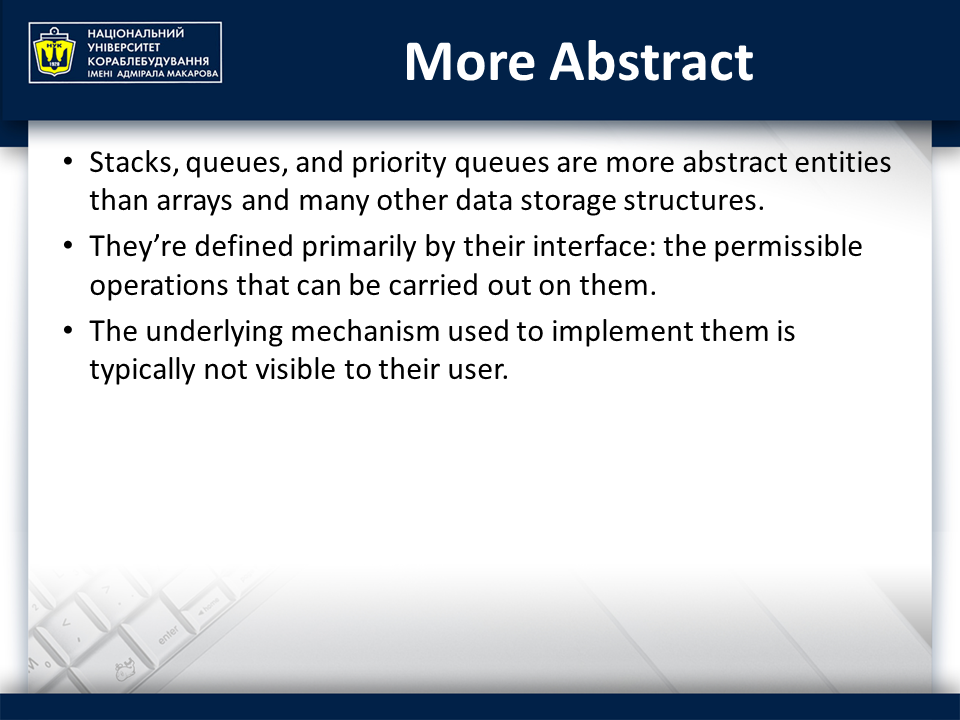 НАЦІОНАЛЬНИЙ
УНІВЕРСИТЕТ
КОРАБЛЕБУДУВАННЯ
ІМЕНІ АДМІРАЛА МАКАРОВА
НУК
1920
More Abstract
• Stacks, queues, and priority queues are more abstract entities
than arrays and many other data storage structures.
• They’re defined primarily by their interface: the permissible
operations that can be carried out on them.
• The underlying mechanism used to implement them is
typically not visible to their user.
enter